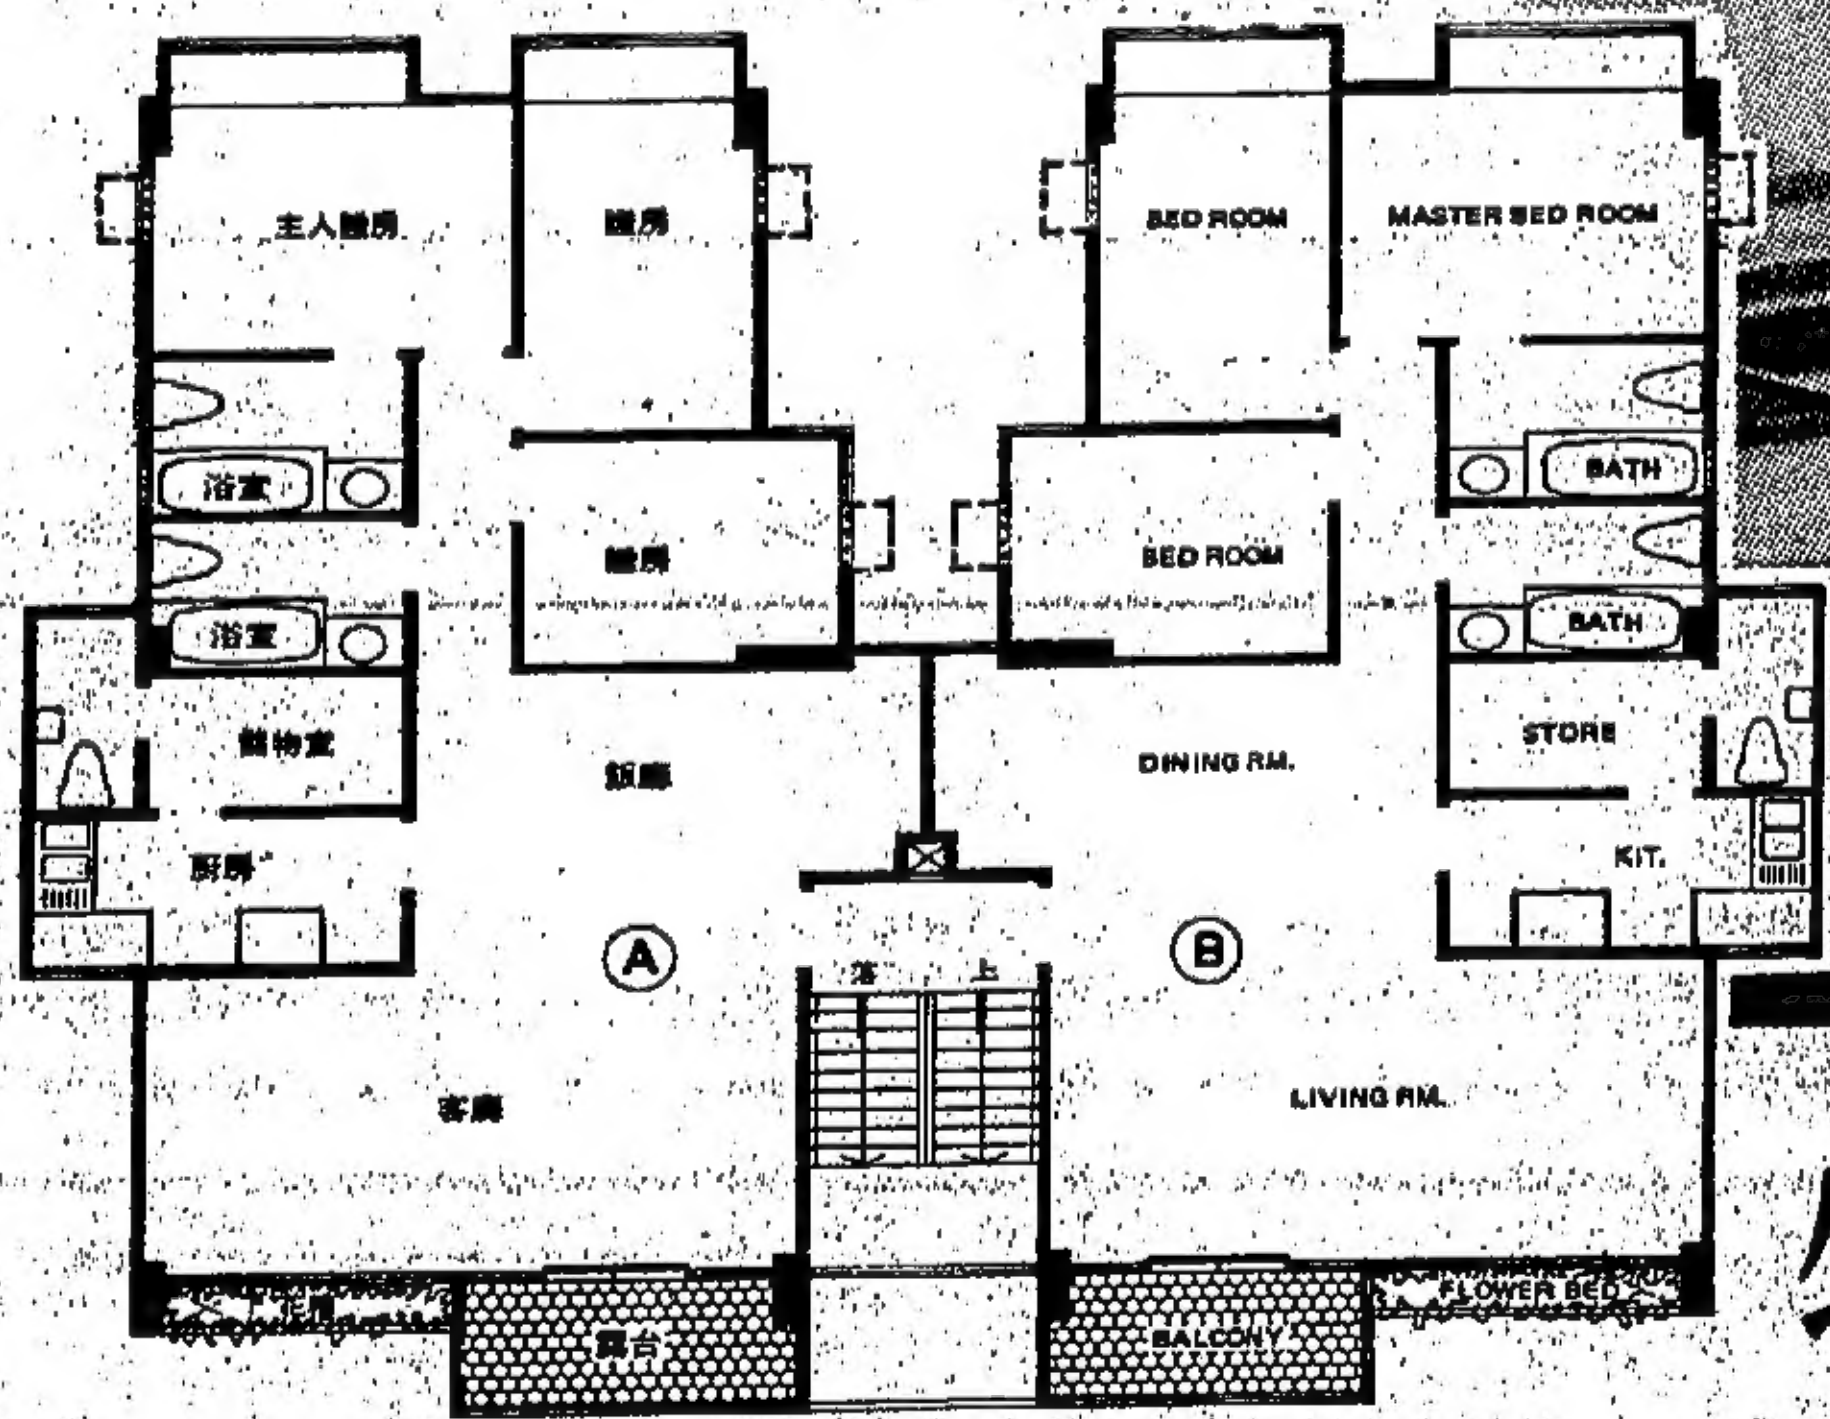 主人睡房
睡房
BED ROOM
MASTER BED ROOM
浴室
BATH
睡房
BED ROOM
浴室
BATH
儲物室
飯廳
DINING RM.
STORE
厨房
KIT.
A
B
落
上
客廳
LIVING RM.
花槽
FLOWER BED
露台
BALCONY